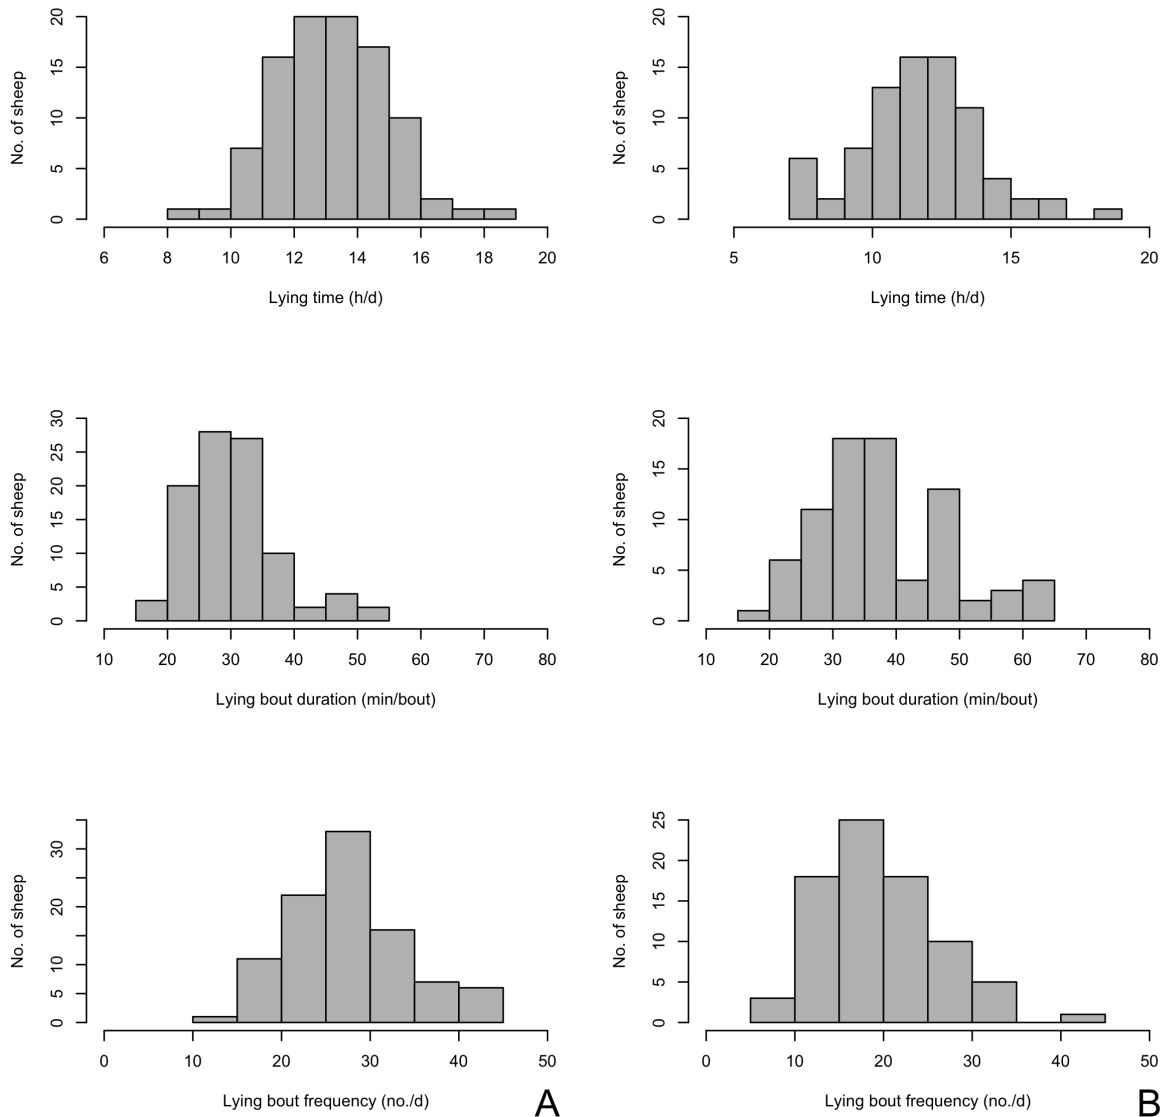 No. of sheep
0 5 10 15 20
6 8 10 12 14 16 18 20
Lying time (h/d)
No. of sheep
0 5 10 15 20
5 10 15 20
Lying time (h/d)
No. of sheep
0 5 10 15 20 25 30
10 20 30 40 50 60 70 80
Lying bout duration (min/bout)
No. of sheep
0 5 10 15 20
10 20 30 40 50 60 70 80
Lying bout duration (min/bout)
No. of sheep
0 5 10 20 30
0 10 20 30 40 50
Lying bout frequency (no./d)
A
No. of sheep
0 5 10 15 20 25
0 10 20 30 40 50
Lying bout frequency (no./d)
B